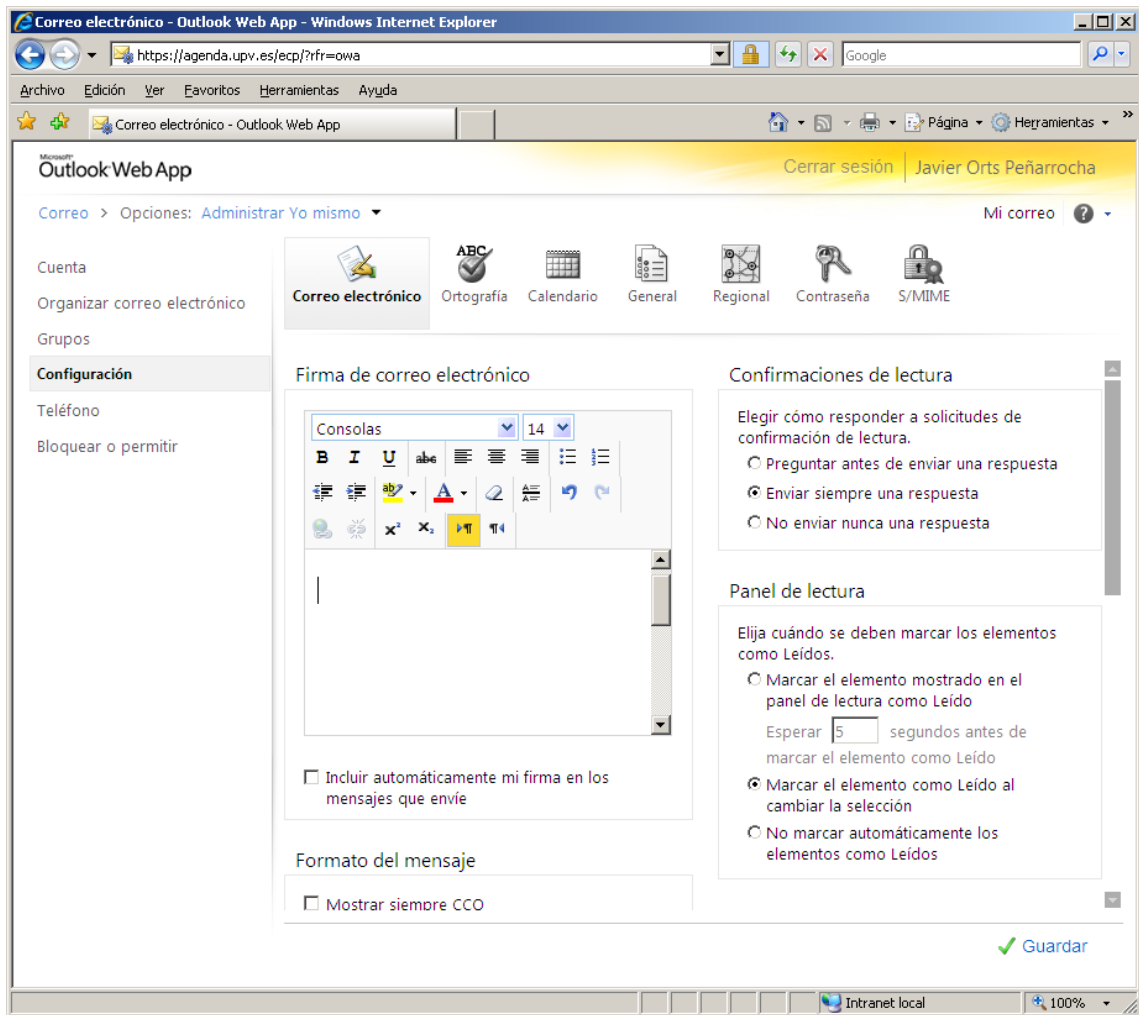 Correo electrónico - Outlook Web App - Windows Internet Explorer
https://agenda.upv.es/ecp/?rfr=owa
Google
Archivo Edición Ver Favoritos Herramientas Ayuda
Correo electrónico - Outlook Web App
Página Herramientas »
Microsoft
Outlook Web App
Cerrar sesión Javier Orts Peñarrocha
Correo > Opciones: Administrar Yo mismo
Mi correo ?
Cuenta
Organizar correo electrónico
Grupos
Configuración
Teléfono
Bloquear o permitir
ABC
Correo electrónico Ortografía Calendario General Regional Contraseña S/MIME
Firma de correo electrónico
Consolas 14
B I U abc
ab A
x² x₂
Incluir automáticamente mi firma en los
mensajes que envíe
Formato del mensaje
Mostrar siempre CCO
Confirmaciones de lectura
Elegir cómo responder a solicitudes de
confirmación de lectura.
Preguntar antes de enviar una respuesta
Enviar siempre una respuesta
No enviar nunca una respuesta
Panel de lectura
Elija cuándo se deben marcar los elementos
como Leídos.
Marcar el elemento mostrado en el
panel de lectura como Leído
Esperar 5 segundos antes de
marcar el elemento como Leído
Marcar el elemento como Leído al
cambiar la selección
No marcar automáticamente los
elementos como Leídos
Guardar
Intranet local 100%